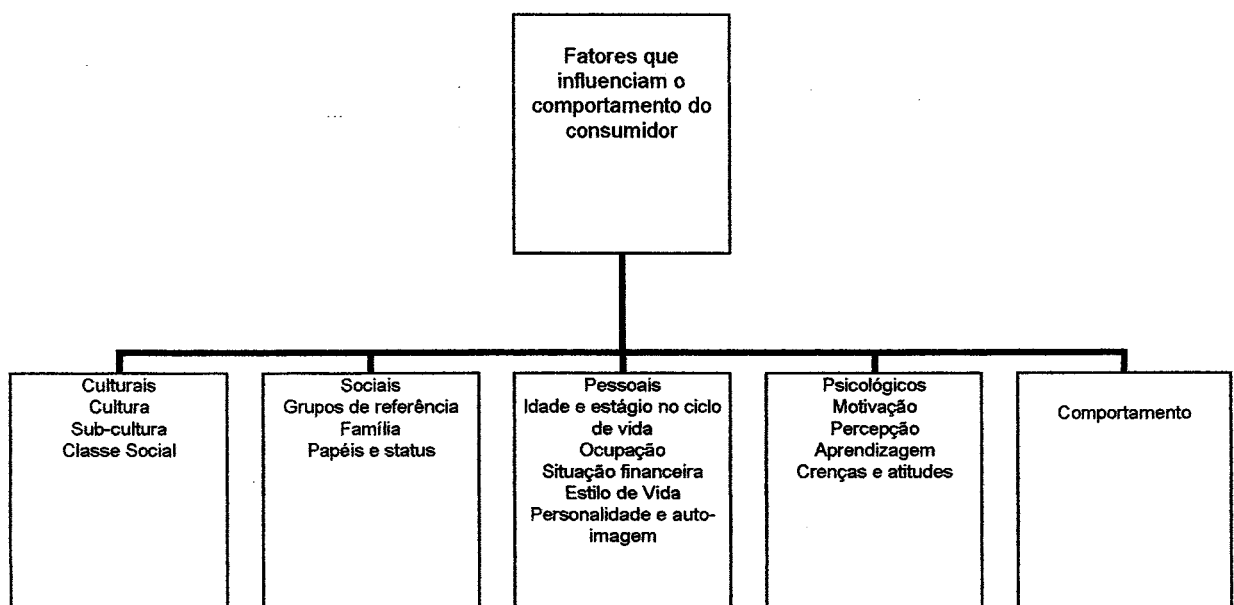 Fatores que
influenciam o
comportamento do
consumidor
Culturais
Cultura
Sub-cultura
Classe Social
Sociais
Grupos de referência
Família
Papéis e status
Pessoais
Idade e estágio no ciclo
de vida
Ocupação
Situação financeira
Estilo de Vida
Personalidade e auto-
imagem
Psicológicos
Motivação
Percepção
Aprendizagem
Crenças e atitudes
Comportamento